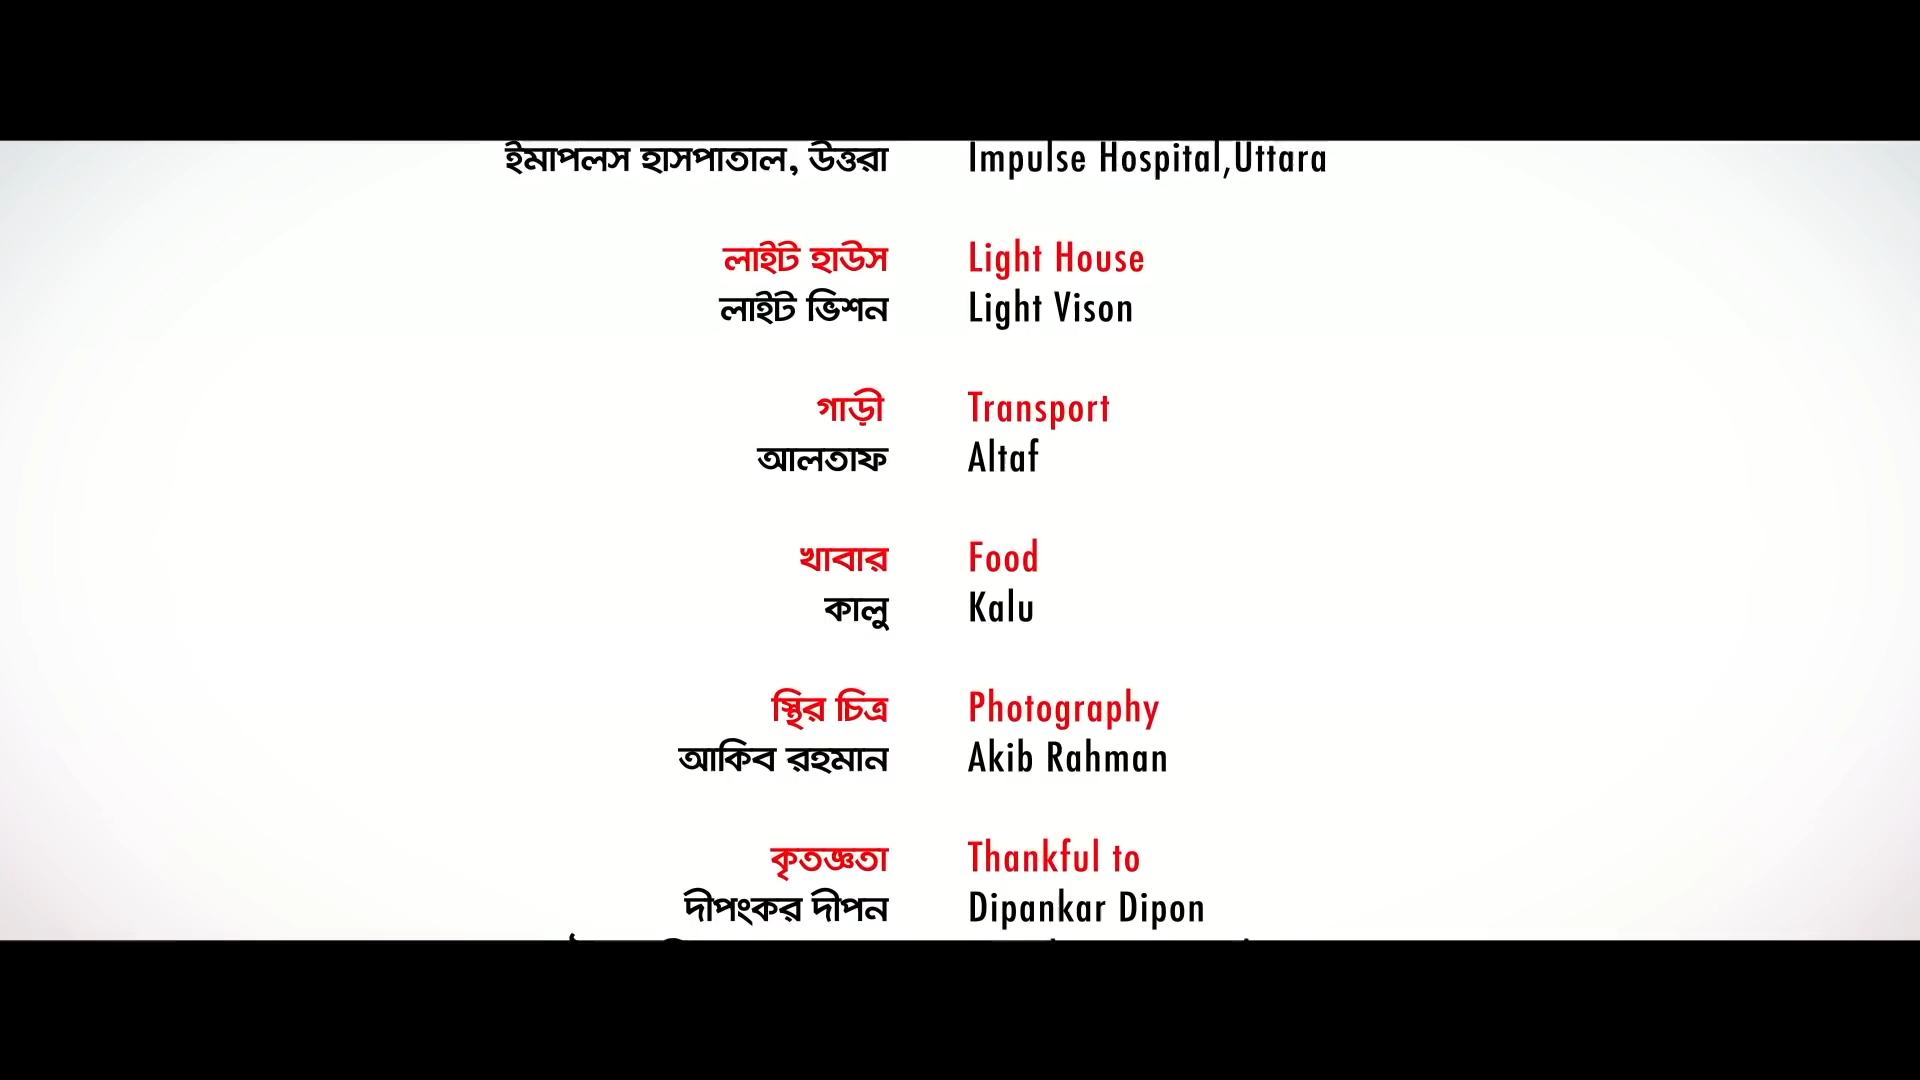 ইমাপলস হাসপাতাল, উত্তরা Impulse Hospital,Uttara
লাইট হাউস Light House
লাইট ভিশন Light Vison
গাড়ী Transport
আলতাফ Altaf
খাবার Food
কালু Kalu
স্থির চিত্র Photography
আকিব রহমান Akib Rahman
কৃতজ্ঞতা Thankful to
দীপংকর দীপন Dipankar Dipon